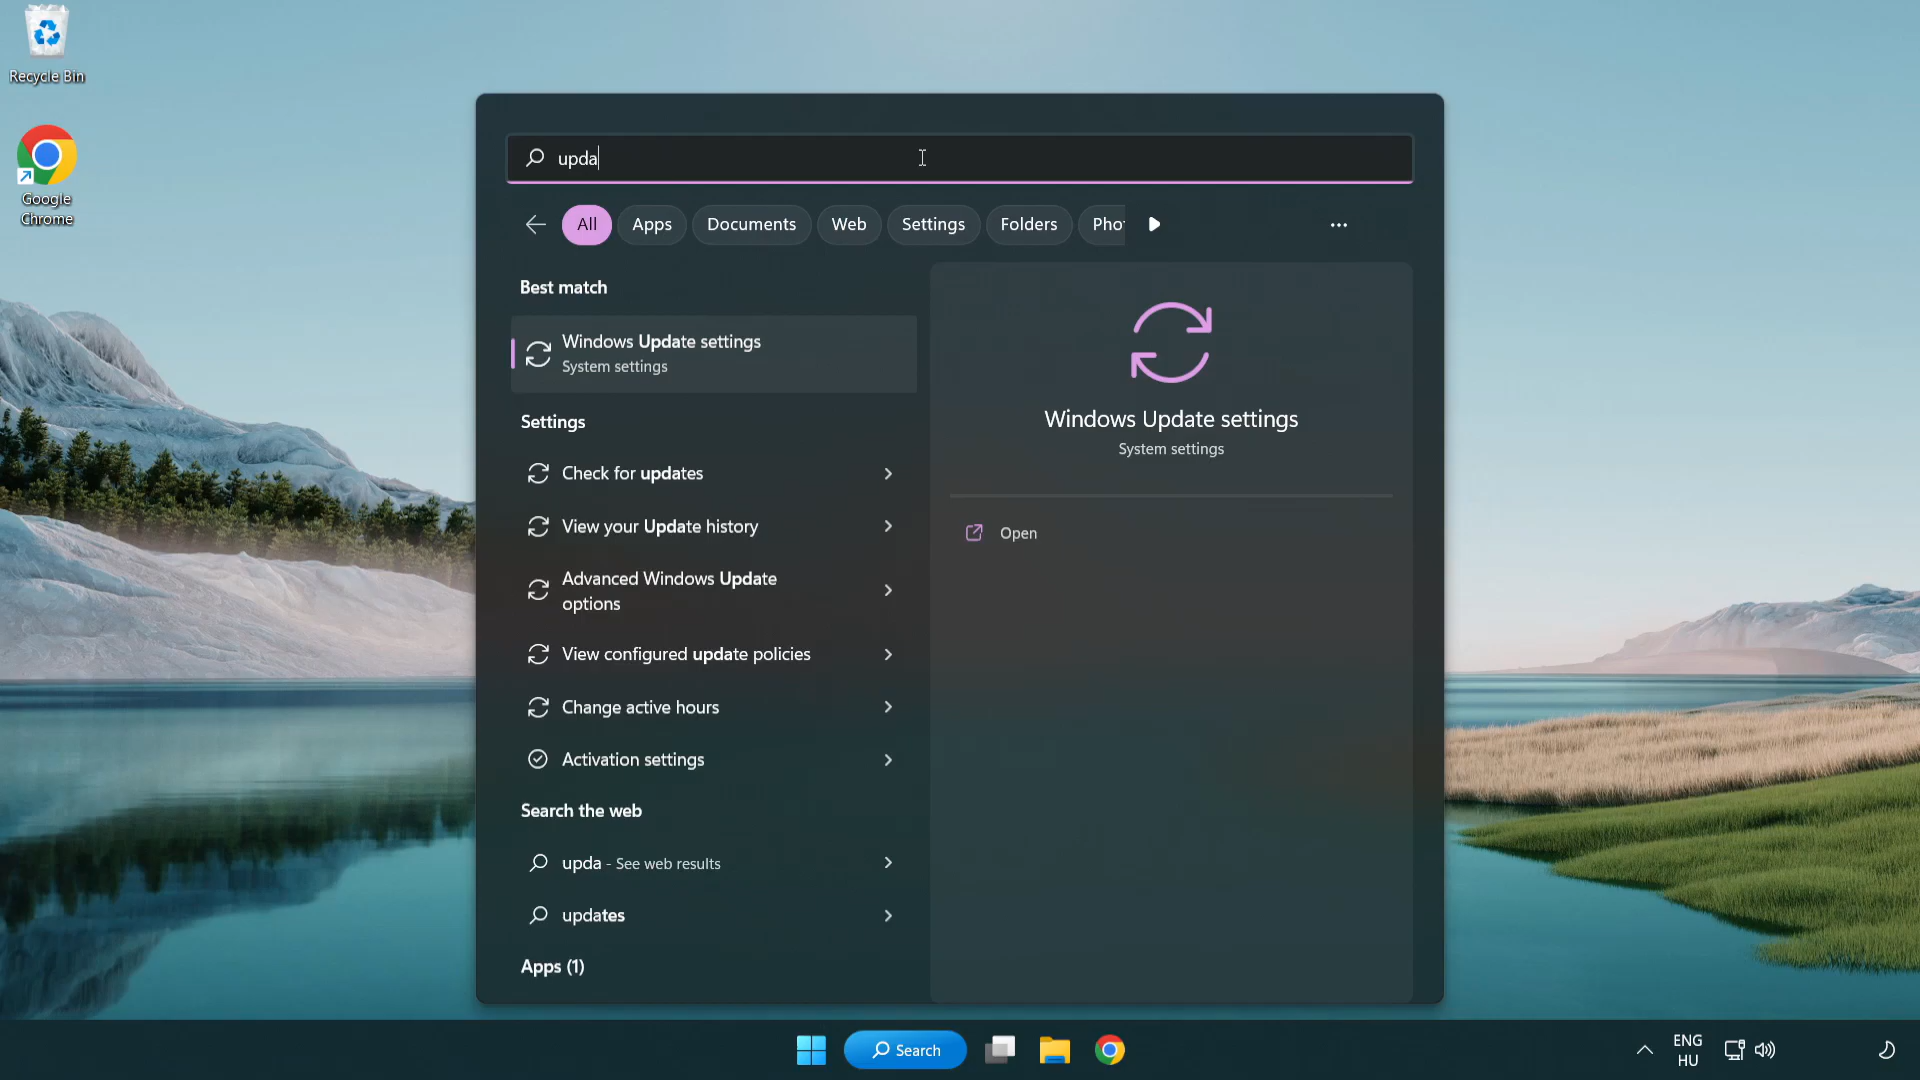 Recycle Bin
Google
Chrome
upda
All
Apps
Documents
Web
Settings
Folders
Pho
Best match
Windows Update settings
System settings
Settings
Check for updates
View your Update history
Advanced Windows Update
options
View configured update policies
Change active hours
Activation settings
Search the web
upda - See web results
updates
Apps (1)
Windows Update settings
System settings
Open
Search
ENG
HU